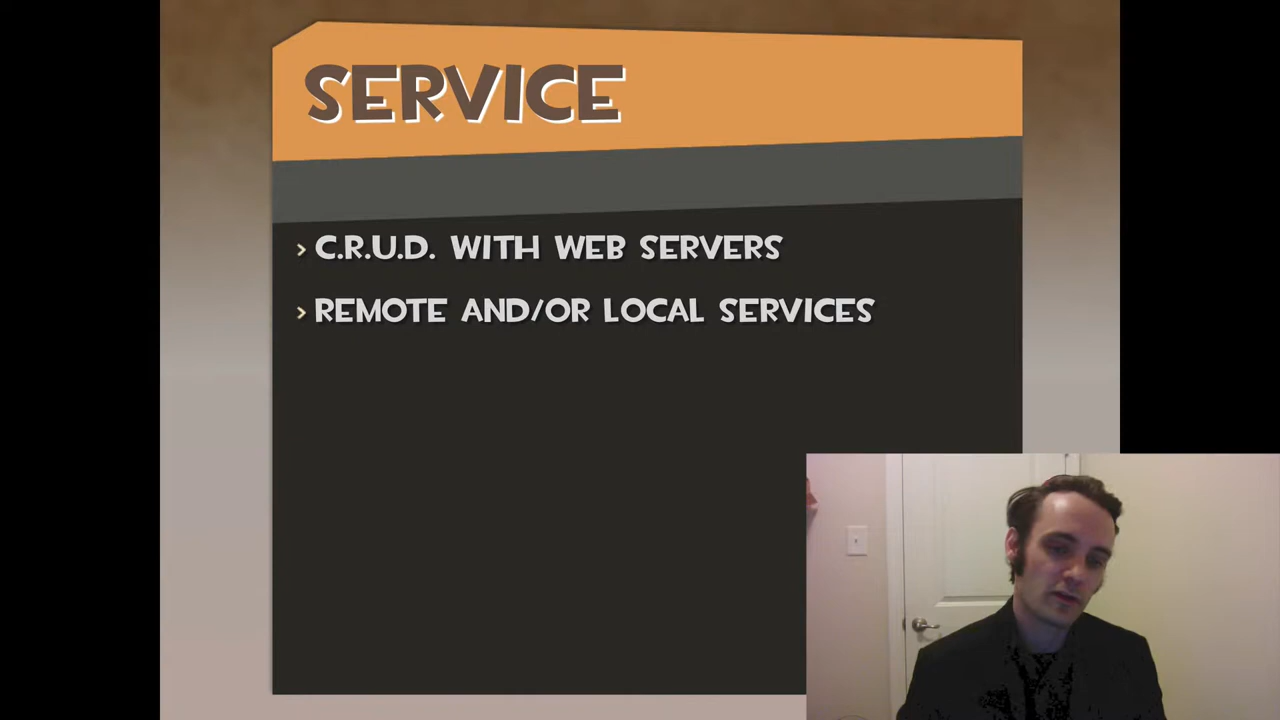 SERVICE
› C.R.U.D. WITH WEB SERVERS
› REMOTE AND/OR LOCAL SERVICES